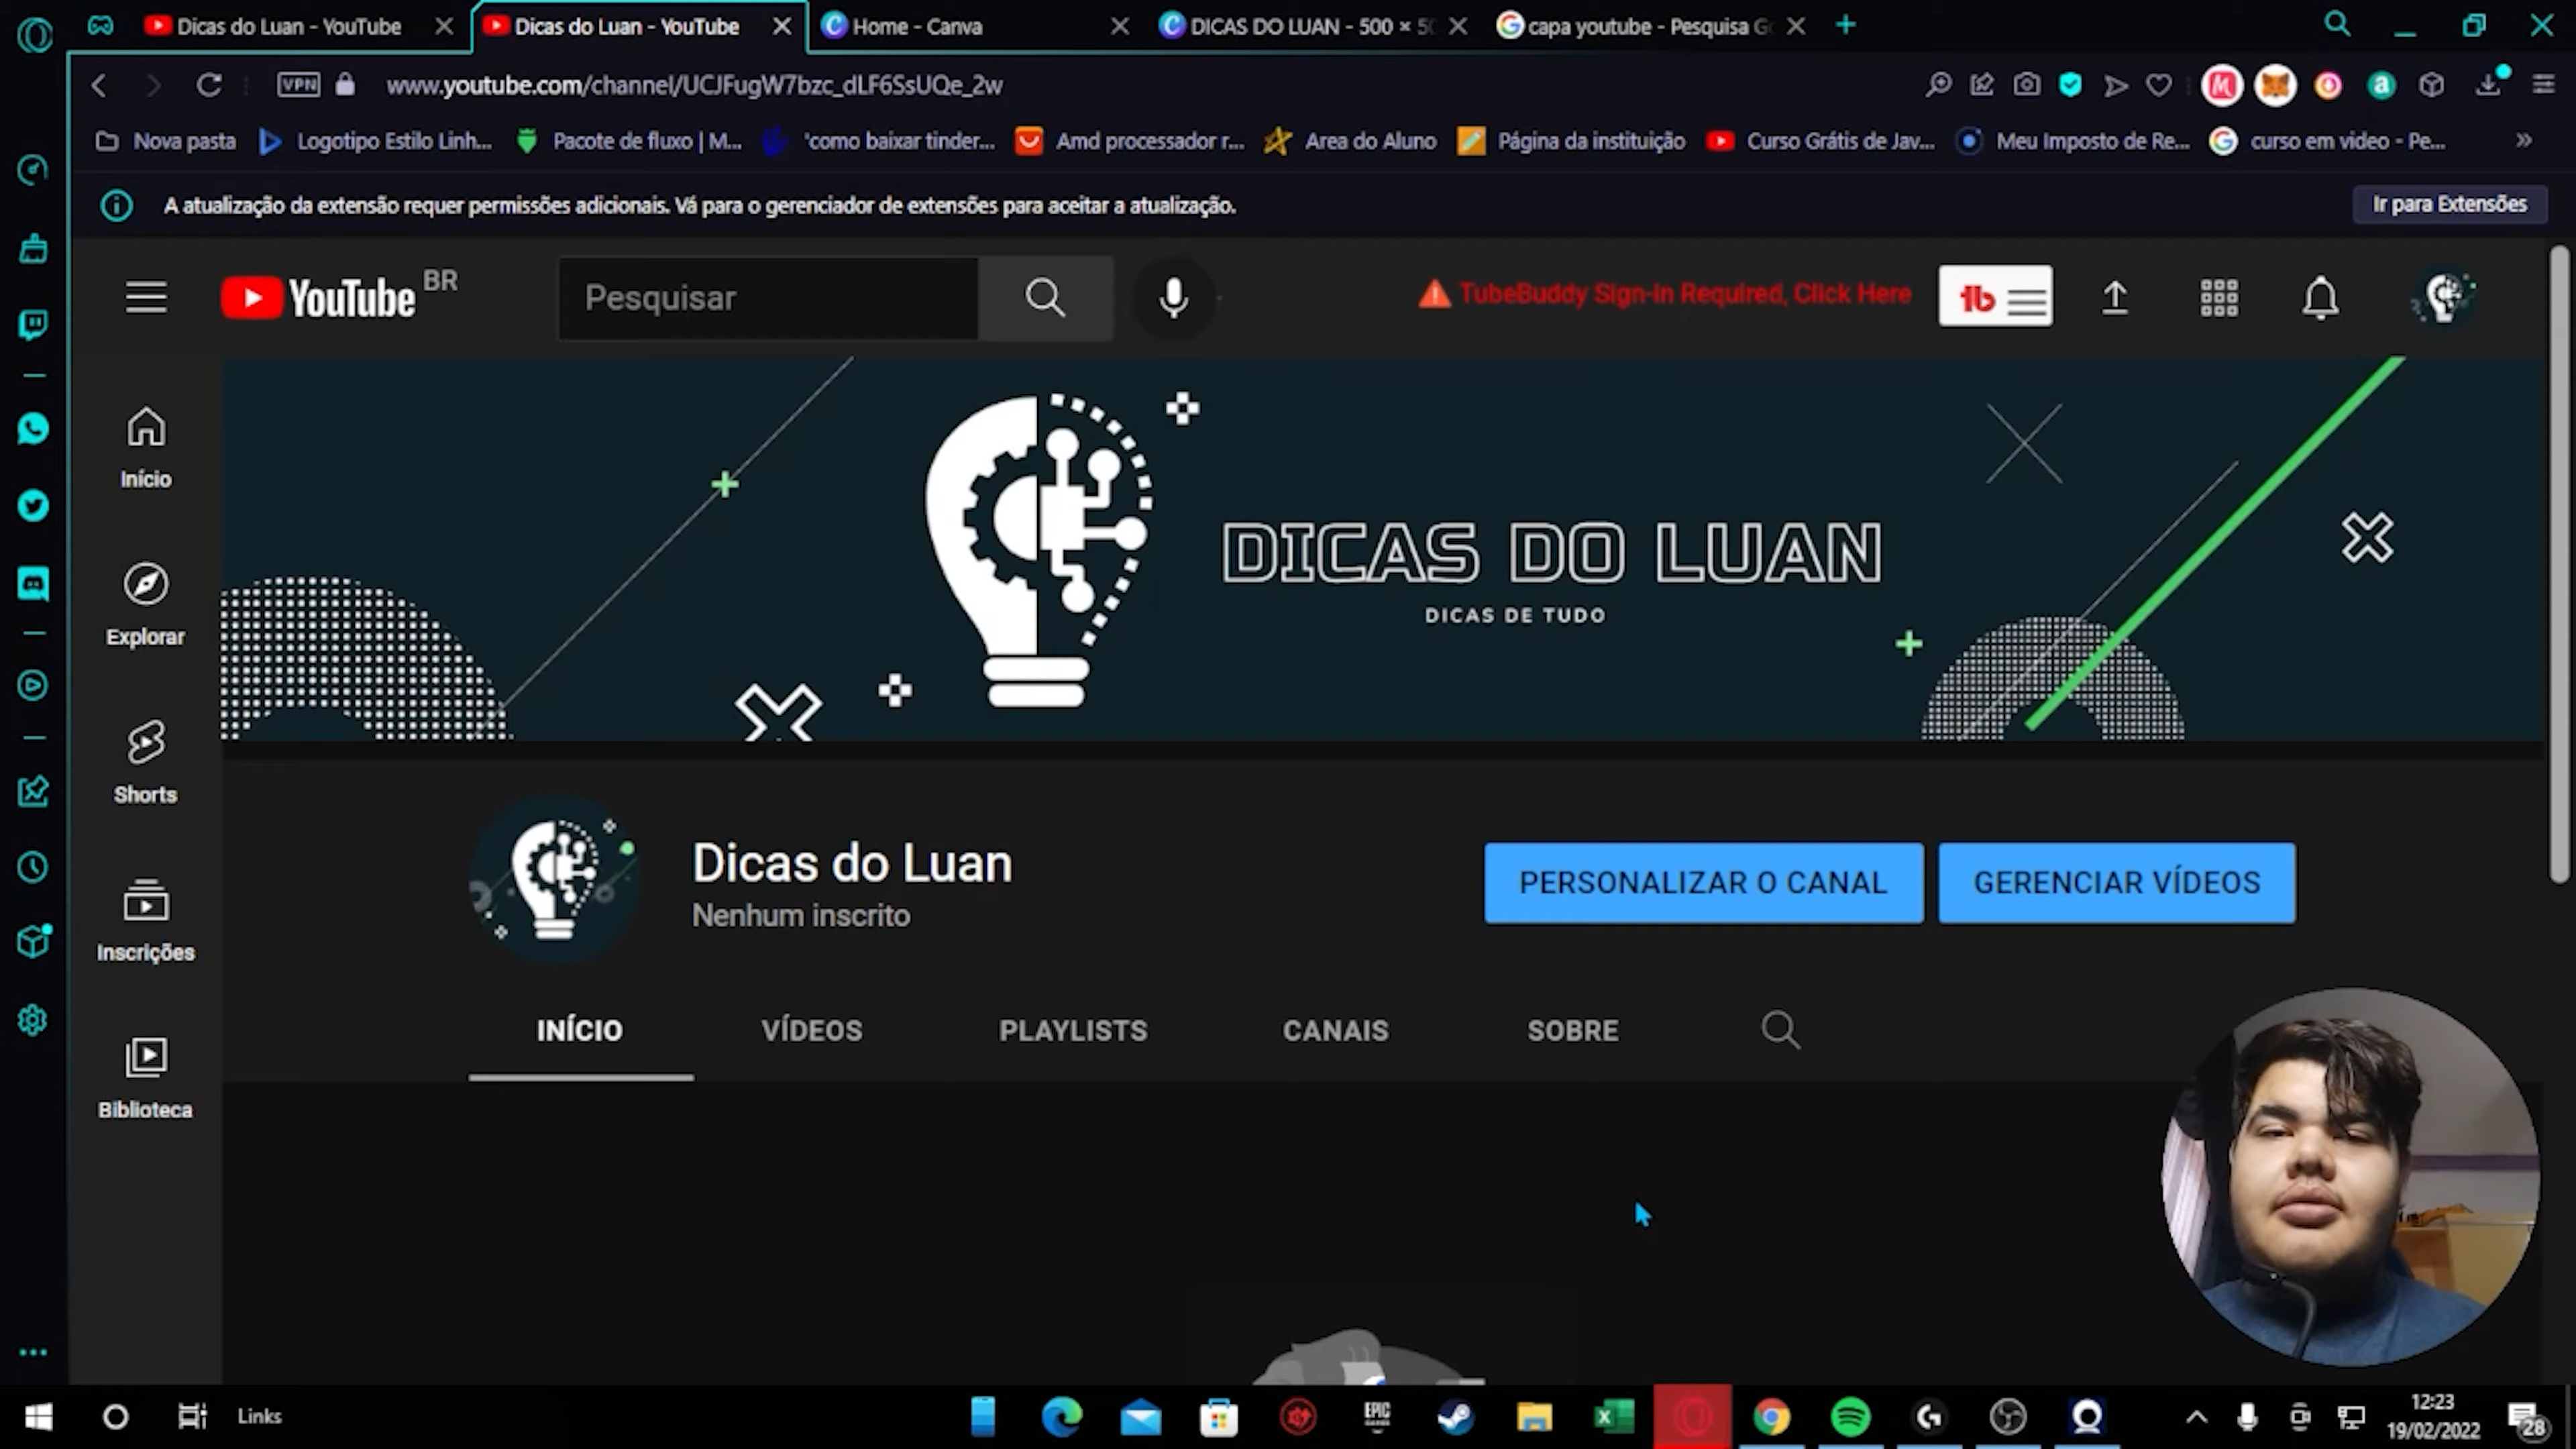 Dicas do Luan - YouTube
Dicas do Luan - YouTube
Home - Canva
DICAS DO LUAN - 500 × 50
capa youtube - Pesquisa G
VPN
www.youtube.com/channel/UCJFugW7bzc_dLF6SsUQe_2w
Nova pasta
Logotipo Estilo Linh...
Pacote de fluxo | M...
'como baixar tinder...
Amd processador r...
Area do Aluno
Página da instituição
Curso Grátis de Jav...
Meu Imposto de Re...
curso em video - Pe...
A atualização da extensão requer permissões adicionais. Vá para o gerenciador de extensões para aceitar a atualização.
Ir para Extensões
YouTube BR
Pesquisar
TubeBuddy Sign-In Required, Click Here
tb
Início
Explorar
Shorts
Inscrições
Biblioteca
DICAS DO LUAN
DICAS DE TUDO
Dicas do Luan
Nenhum inscrito
PERSONALIZAR O CANAL
GERENCIAR VÍDEOS
INÍCIO
VÍDEOS
PLAYLISTS
CANAIS
SOBRE
Links
EPIC
12:23
19/02/2022
28